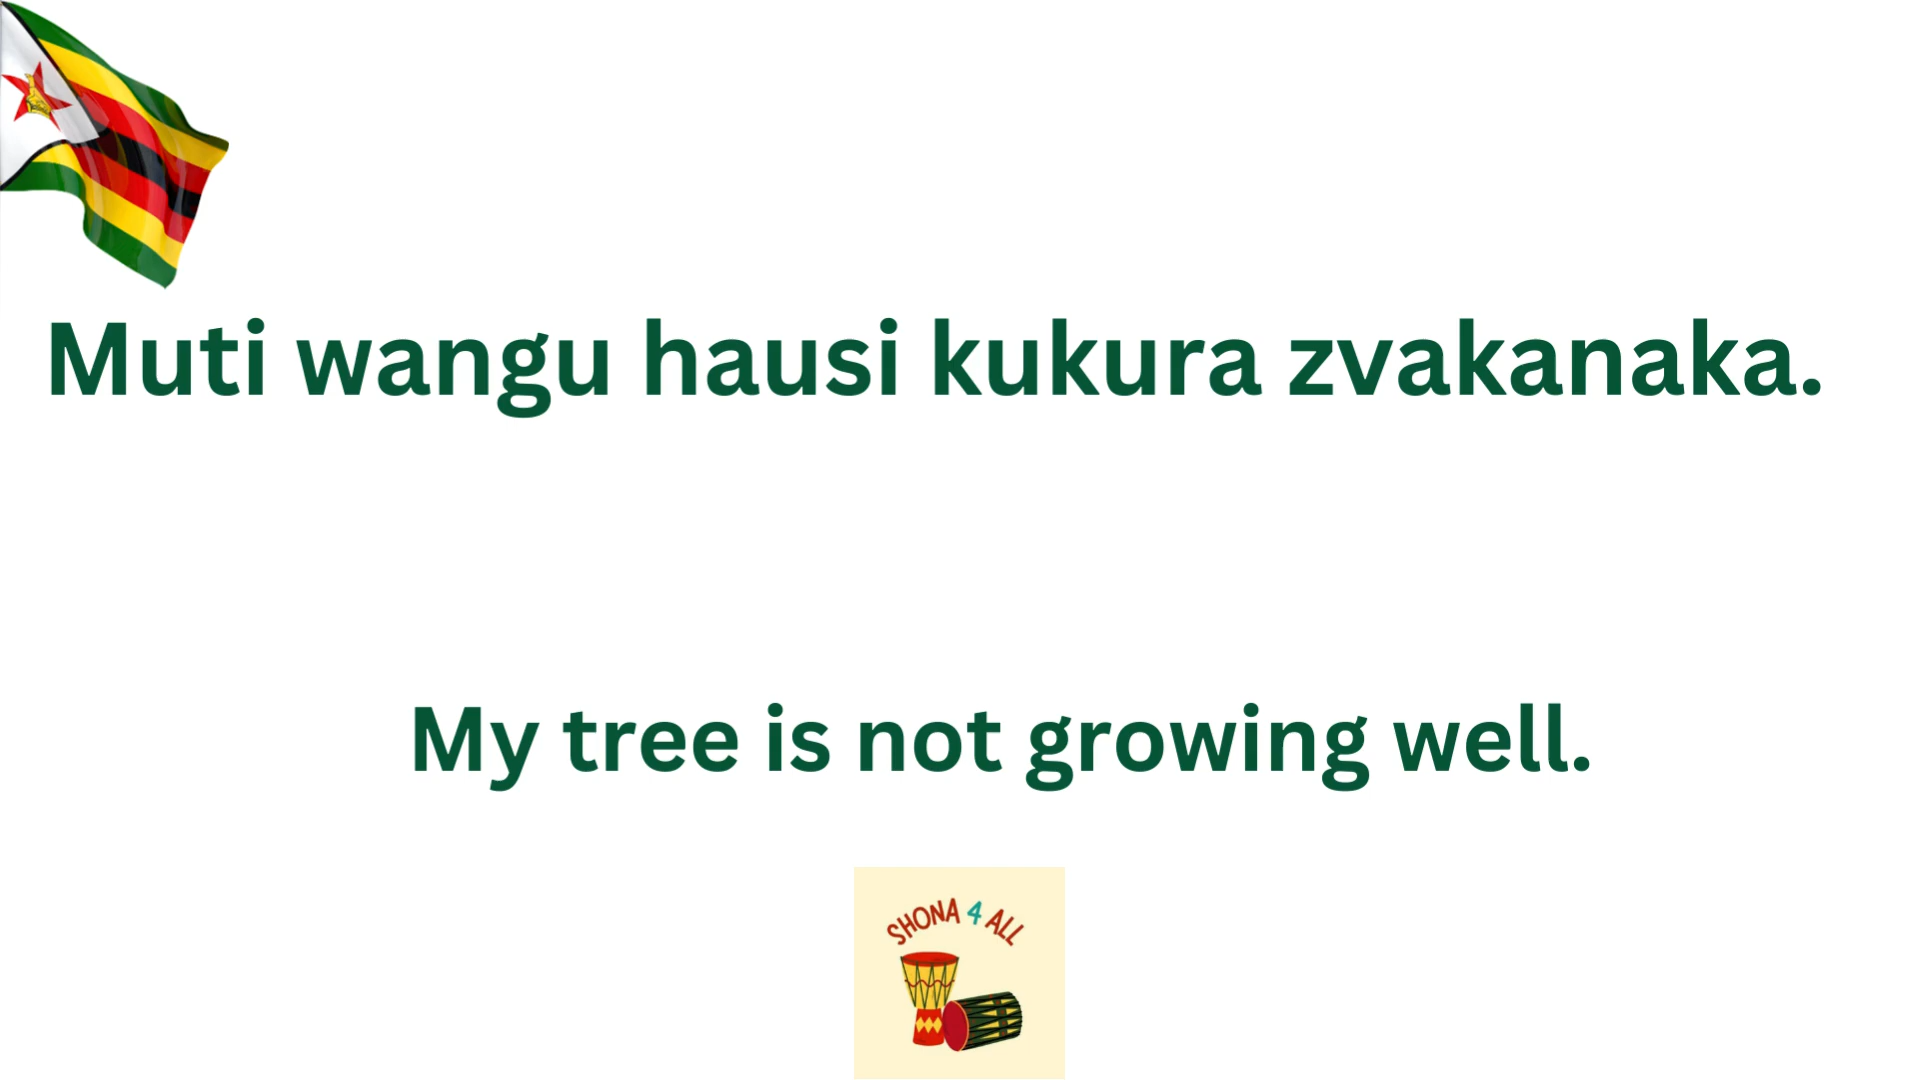 Muti wangu hausi kukura zvakanaka.
My tree is not growing well.
SHONA 4 ALL